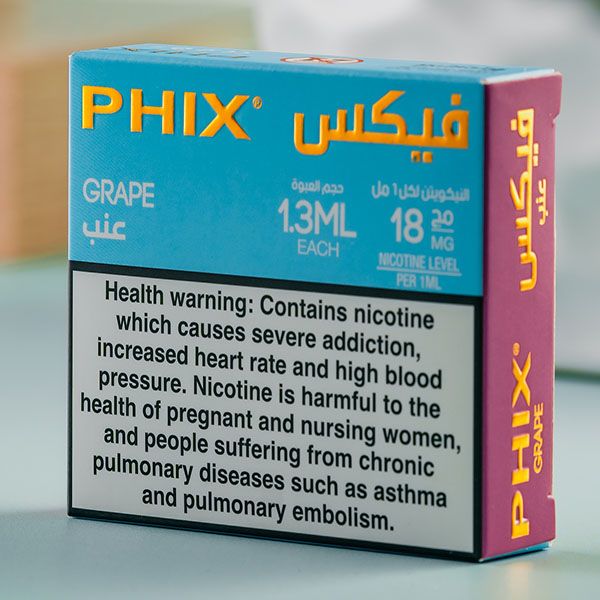 PHIX® فيكس
GRAPE
عنب
حجم العبوة
1.3ML
EACH
النيكوتين لكل 1 مل
18 مج MG
NICOTINE LEVEL
PER 1ML
Health warning: Contains nicotine
which causes severe addiction,
increased heart rate and high blood
pressure. Nicotine is harmful to the
health of pregnant and nursing women,
and people suffering from chronic
pulmonary diseases such as asthma
and pulmonary embolism.
فيكس
عنب
PHIX®
GRAPE